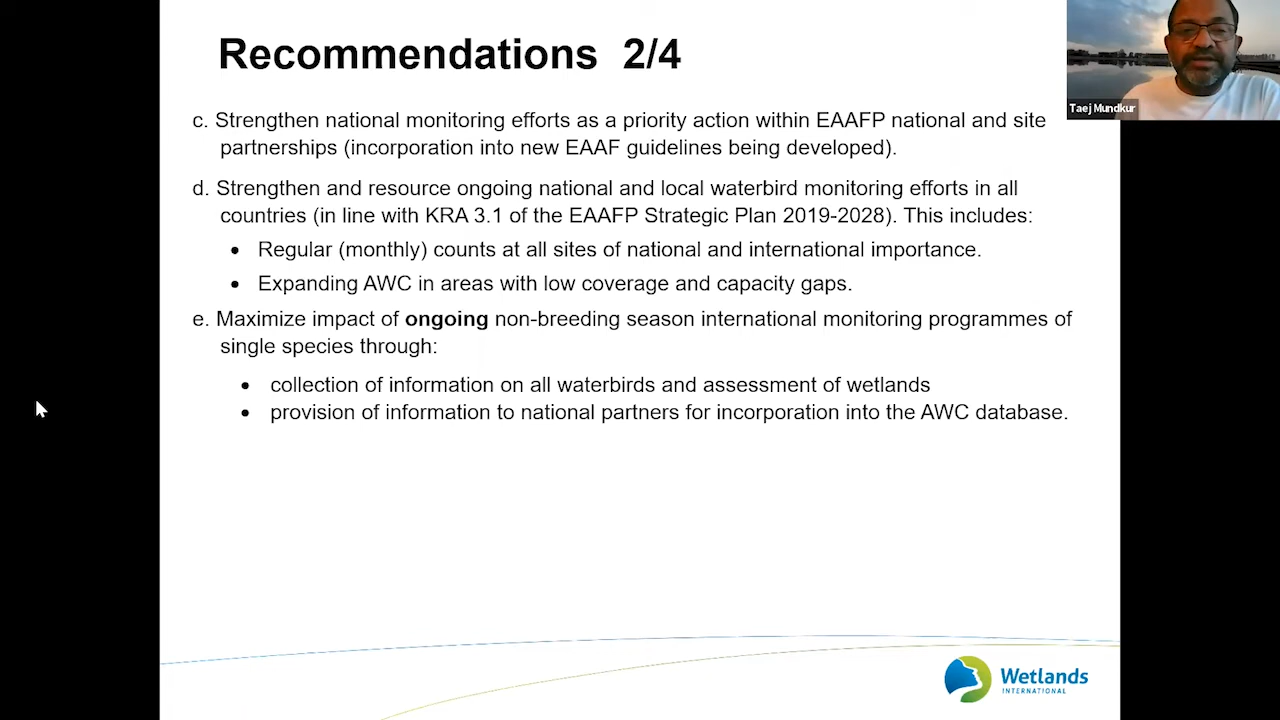 Recommendations 2/4
Taej Mundkur
c. Strengthen national monitoring efforts as a priority action within EAAFP national and site
partnerships (incorporation into new EAAF guidelines being developed).
d. Strengthen and resource ongoing national and local waterbird monitoring efforts in all
countries (in line with KRA 3.1 of the EAAFP Strategic Plan 2019-2028). This includes:
• Regular (monthly) counts at all sites of national and international importance.
• Expanding AWC in areas with low coverage and capacity gaps.
e. Maximize impact of ongoing non-breeding season international monitoring programmes of
single species through:
• collection of information on all waterbirds and assessment of wetlands
• provision of information to national partners for incorporation into the AWC database.
Wetlands
INTERNATIONAL